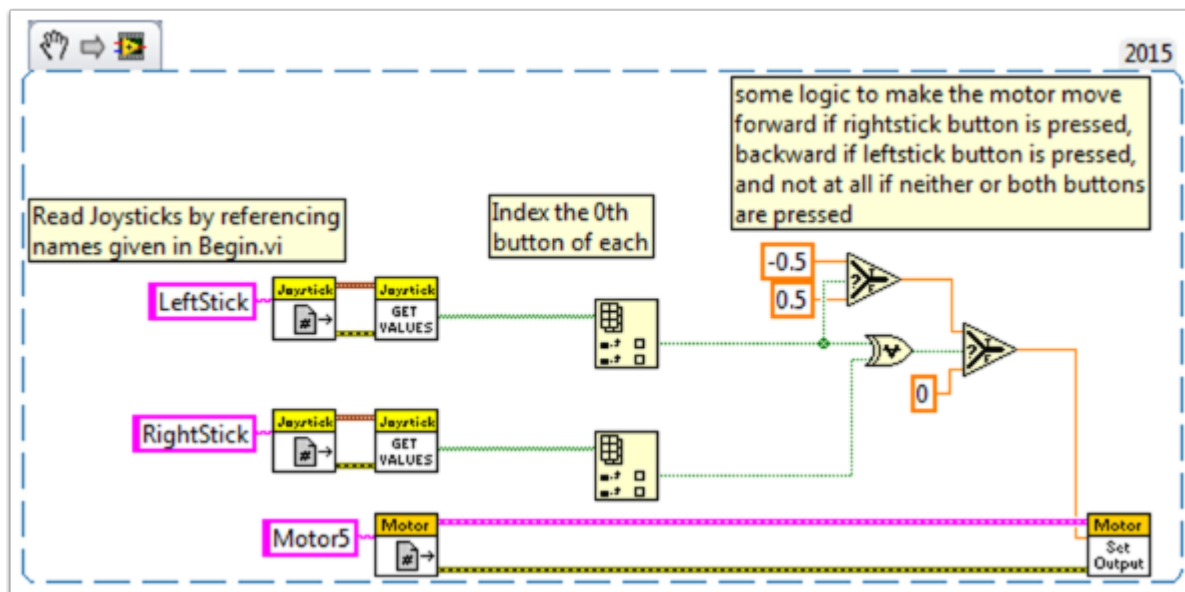 2015
some logic to make the motor move
forward if rightstick button is pressed,
backward if leftstick button is pressed,
and not at all if neither or both buttons
are pressed
Read Joysticks by referencing
names given in Begin.vi
Index the 0th
button of each
-0.5
0.5
LeftStick
Joystick
#
Joystick
GET
VALUES
?
T
F
?
T
F
0
RightStick
Joystick
#
Joystick
GET
VALUES
Motor5
Motor
#
Motor
Set
Output